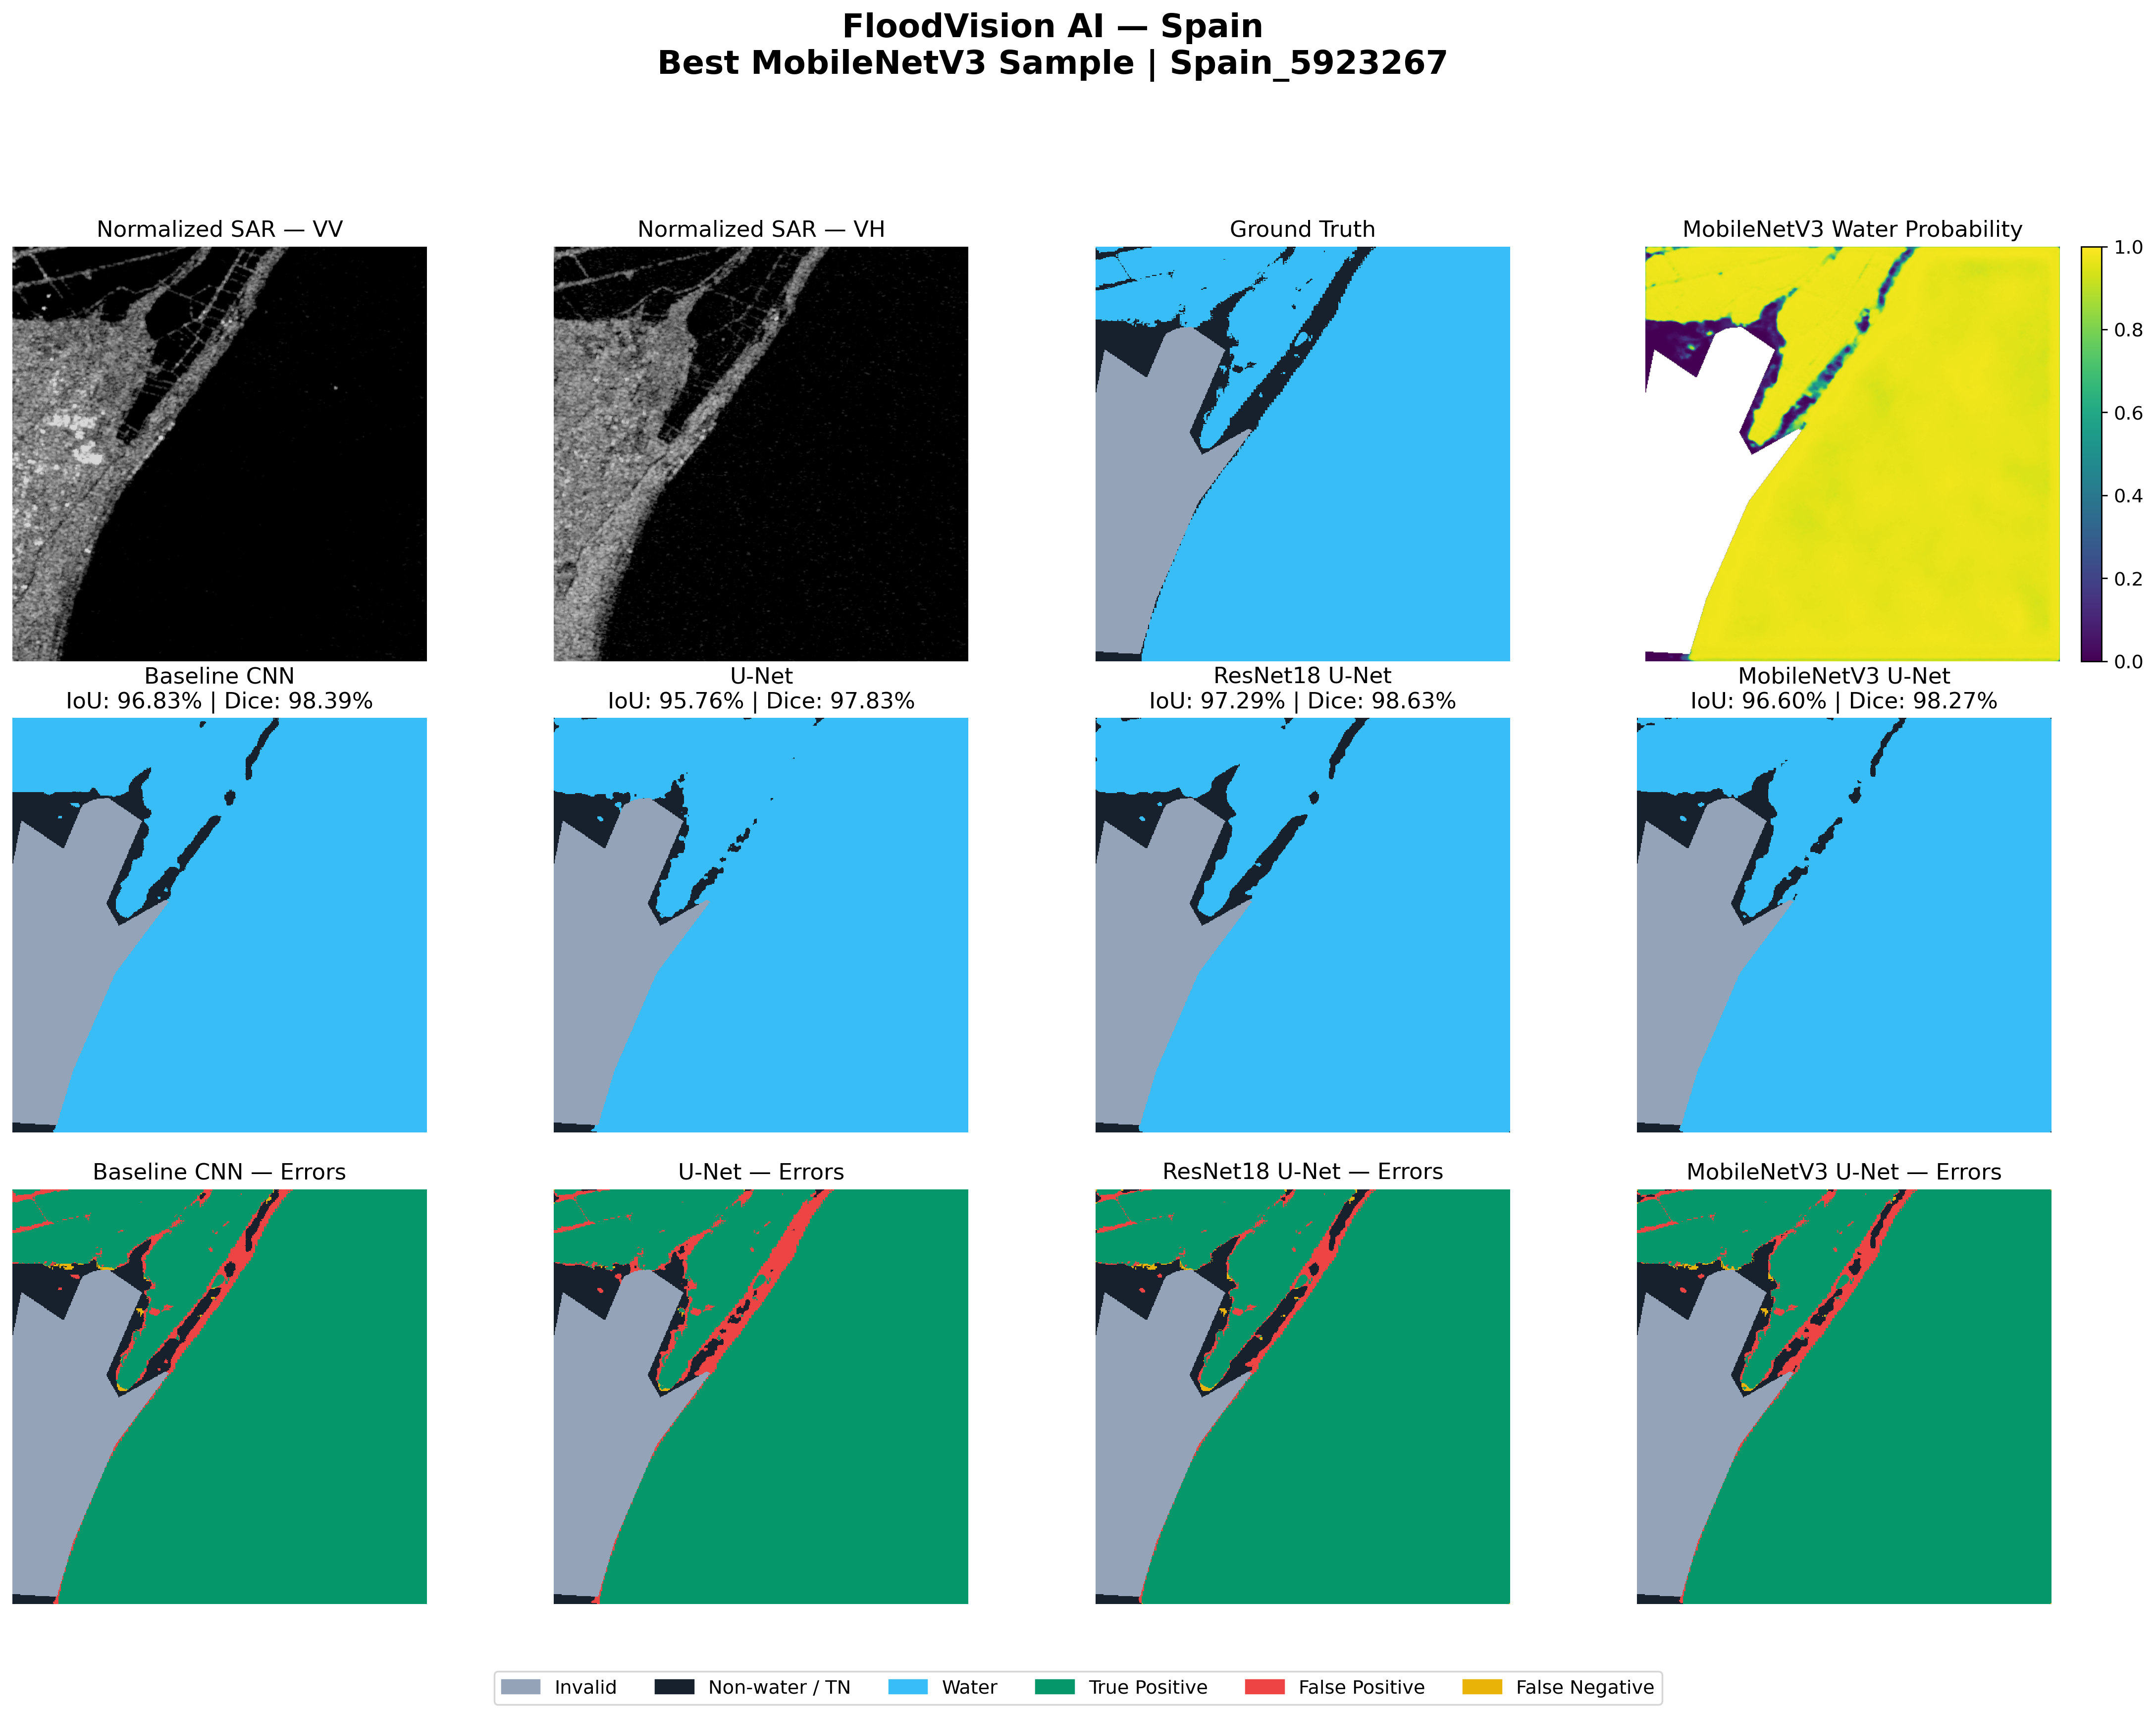 FloodVision AI — Spain
Best MobileNetV3 Sample | Spain_5923267
Normalized SAR — VV
Normalized SAR — VH
Ground Truth
MobileNetV3 Water Probability
1.0
0.8
0.6
0.4
0.2
0.0
Baseline CNN
IoU: 96.83% | Dice: 98.39%
U-Net
IoU: 95.76% | Dice: 97.83%
ResNet18 U-Net
IoU: 97.29% | Dice: 98.63%
MobileNetV3 U-Net
IoU: 96.60% | Dice: 98.27%
Baseline CNN — Errors
U-Net — Errors
ResNet18 U-Net — Errors
MobileNetV3 U-Net — Errors
Invalid
Non-water / TN
Water
True Positive
False Positive
False Negative